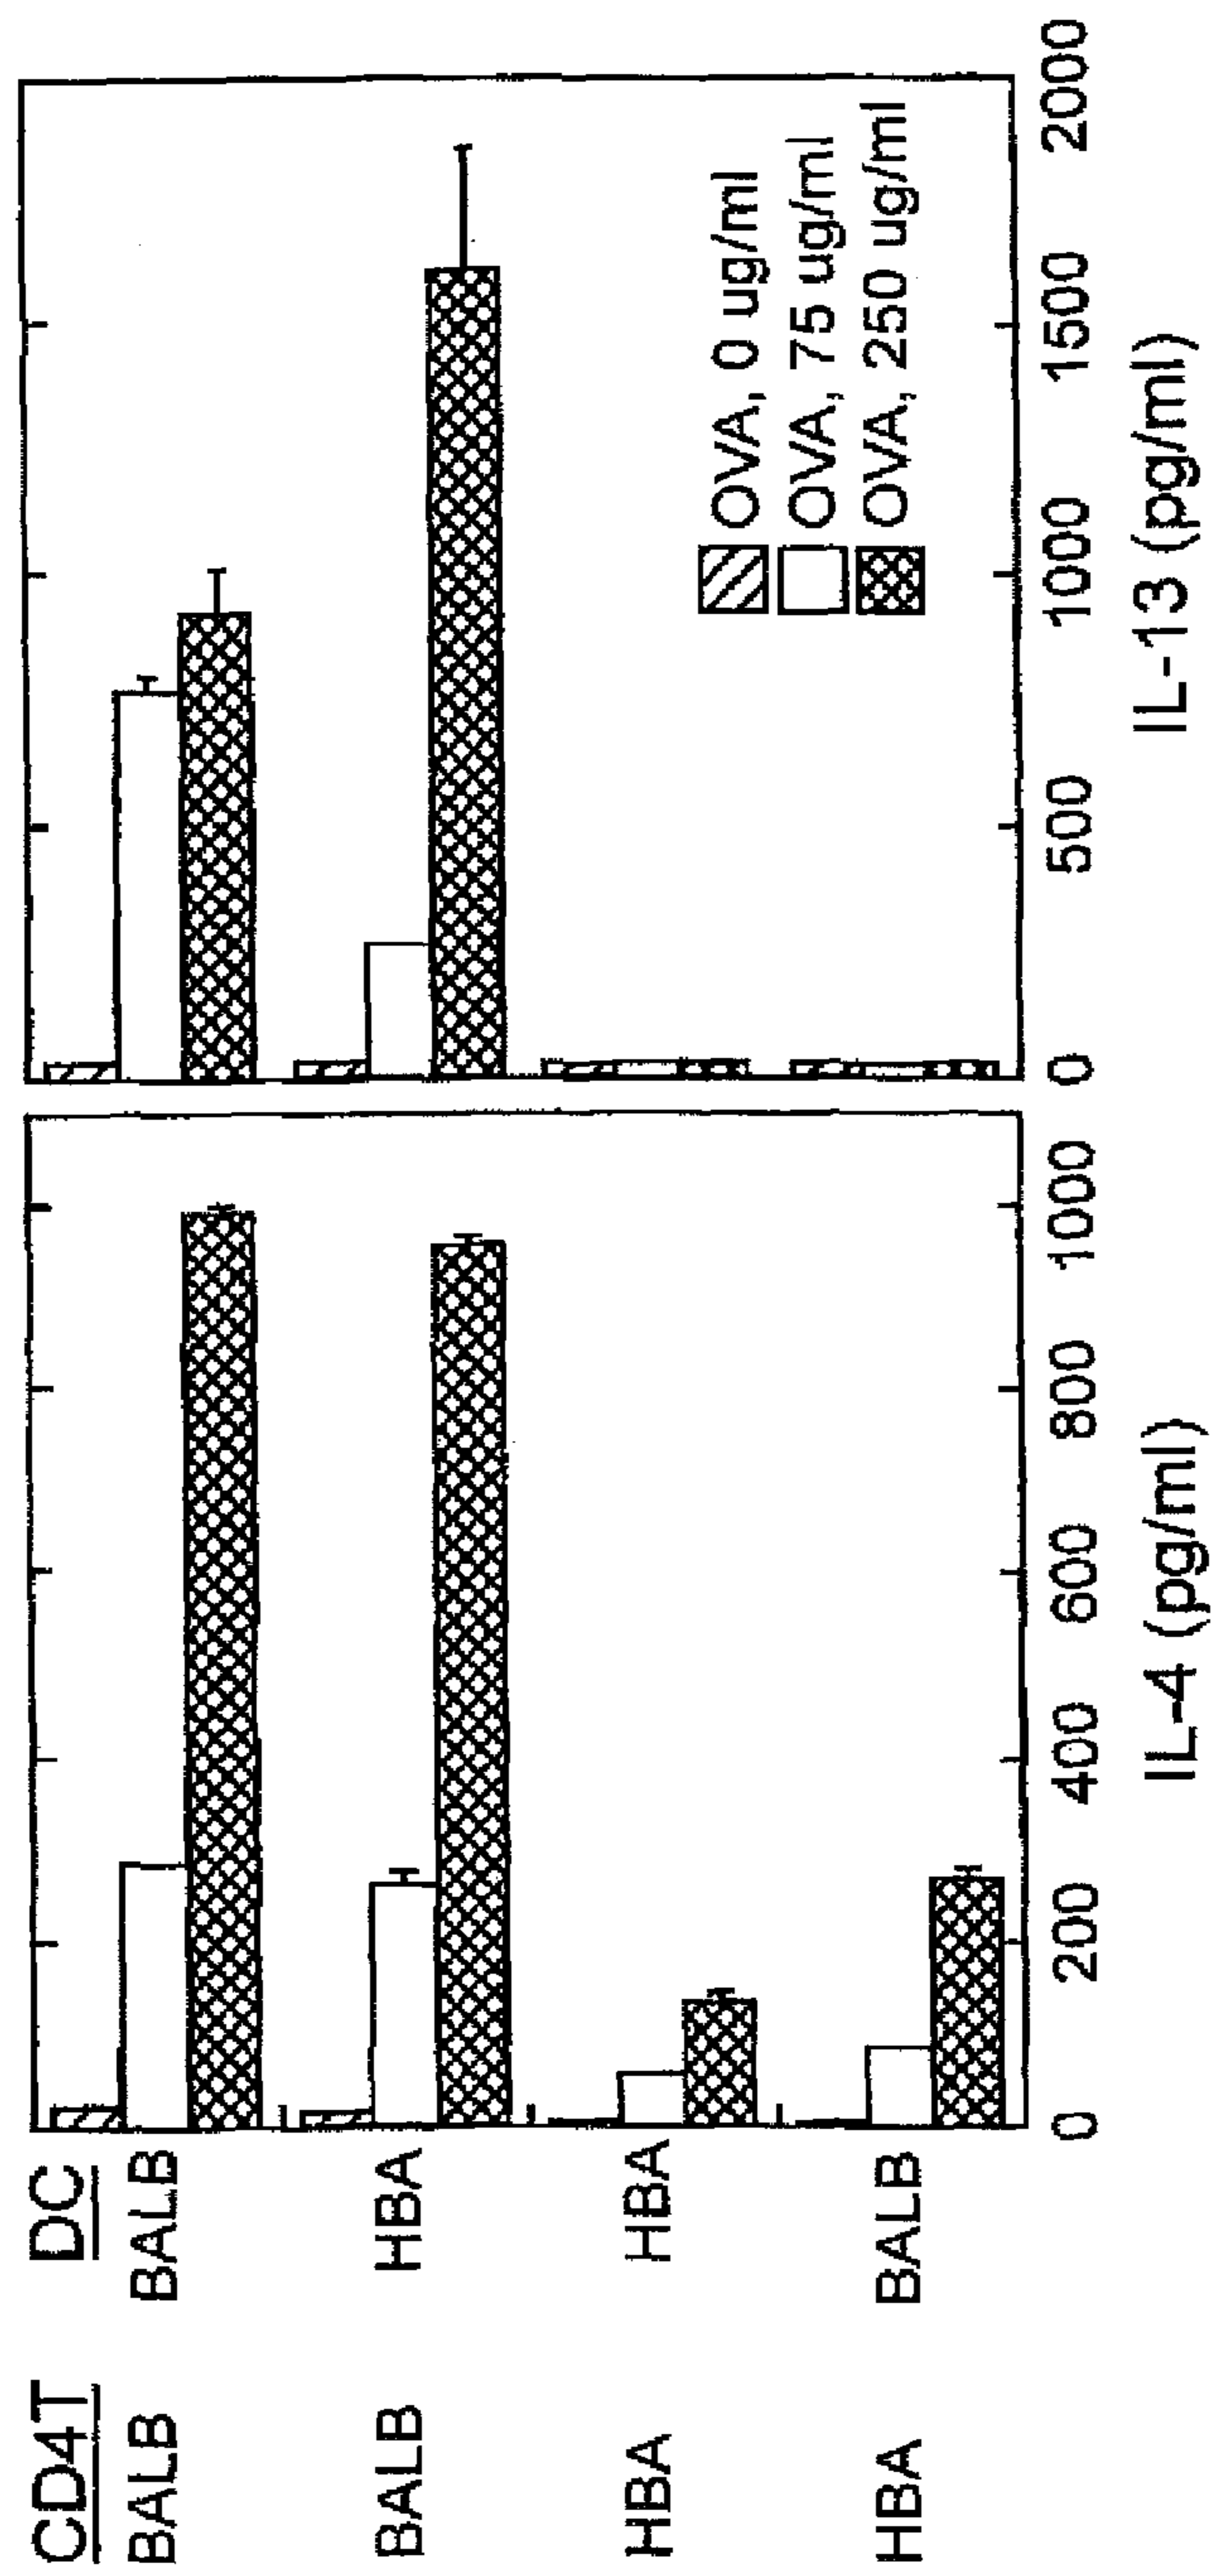 CD4T DC
BALB BALB
BALB HBA
HBA HBA
HBA BALB
0 200 400 600 800 1000
IL-4 (pg/ml)
OVA, 0 ug/ml
OVA, 75 ug/ml
OVA, 250 ug/ml
0 500 1000 1500 2000
IL-13 (pg/ml)